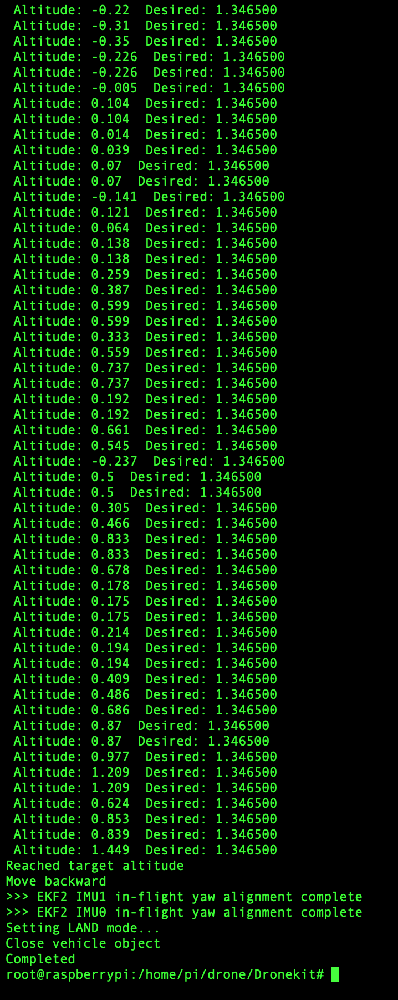 Altitude: -0.22  Desired: 1.346500
Altitude: -0.31  Desired: 1.346500
Altitude: -0.35  Desired: 1.346500
Altitude: -0.226  Desired: 1.346500
Altitude: -0.226  Desired: 1.346500
Altitude: -0.005  Desired: 1.346500
Altitude: 0.104  Desired: 1.346500
Altitude: 0.104  Desired: 1.346500
Altitude: 0.014  Desired: 1.346500
Altitude: 0.039  Desired: 1.346500
Altitude: 0.07  Desired: 1.346500
Altitude: 0.07  Desired: 1.346500
Altitude: -0.141  Desired: 1.346500
Altitude: 0.121  Desired: 1.346500
Altitude: 0.064  Desired: 1.346500
Altitude: 0.138  Desired: 1.346500
Altitude: 0.138  Desired: 1.346500
Altitude: 0.259  Desired: 1.346500
Altitude: 0.387  Desired: 1.346500
Altitude: 0.599  Desired: 1.346500
Altitude: 0.599  Desired: 1.346500
Altitude: 0.333  Desired: 1.346500
Altitude: 0.559  Desired: 1.346500
Altitude: 0.737  Desired: 1.346500
Altitude: 0.737  Desired: 1.346500
Altitude: 0.192  Desired: 1.346500
Altitude: 0.192  Desired: 1.346500
Altitude: 0.661  Desired: 1.346500
Altitude: 0.545  Desired: 1.346500
Altitude: -0.237  Desired: 1.346500
Altitude: 0.5  Desired: 1.346500
Altitude: 0.5  Desired: 1.346500
Altitude: 0.305  Desired: 1.346500
Altitude: 0.466  Desired: 1.346500
Altitude: 0.833  Desired: 1.346500
Altitude: 0.833  Desired: 1.346500
Altitude: 0.678  Desired: 1.346500
Altitude: 0.178  Desired: 1.346500
Altitude: 0.175  Desired: 1.346500
Altitude: 0.175  Desired: 1.346500
Altitude: 0.214  Desired: 1.346500
Altitude: 0.194  Desired: 1.346500
Altitude: 0.194  Desired: 1.346500
Altitude: 0.409  Desired: 1.346500
Altitude: 0.486  Desired: 1.346500
Altitude: 0.686  Desired: 1.346500
Altitude: 0.87  Desired: 1.346500
Altitude: 0.87  Desired: 1.346500
Altitude: 0.977  Desired: 1.346500
Altitude: 1.209  Desired: 1.346500
Altitude: 1.209  Desired: 1.346500
Altitude: 0.624  Desired: 1.346500
Altitude: 0.853  Desired: 1.346500
Altitude: 0.839  Desired: 1.346500
Altitude: 1.449  Desired: 1.346500
Reached target altitude
Move backward
>>> EKF2 IMU1 in-flight yaw alignment complete
>>> EKF2 IMU0 in-flight yaw alignment complete
Setting LAND mode...
Close vehicle object
Completed
root@raspberrypi:/home/pi/drone/Dronekit#